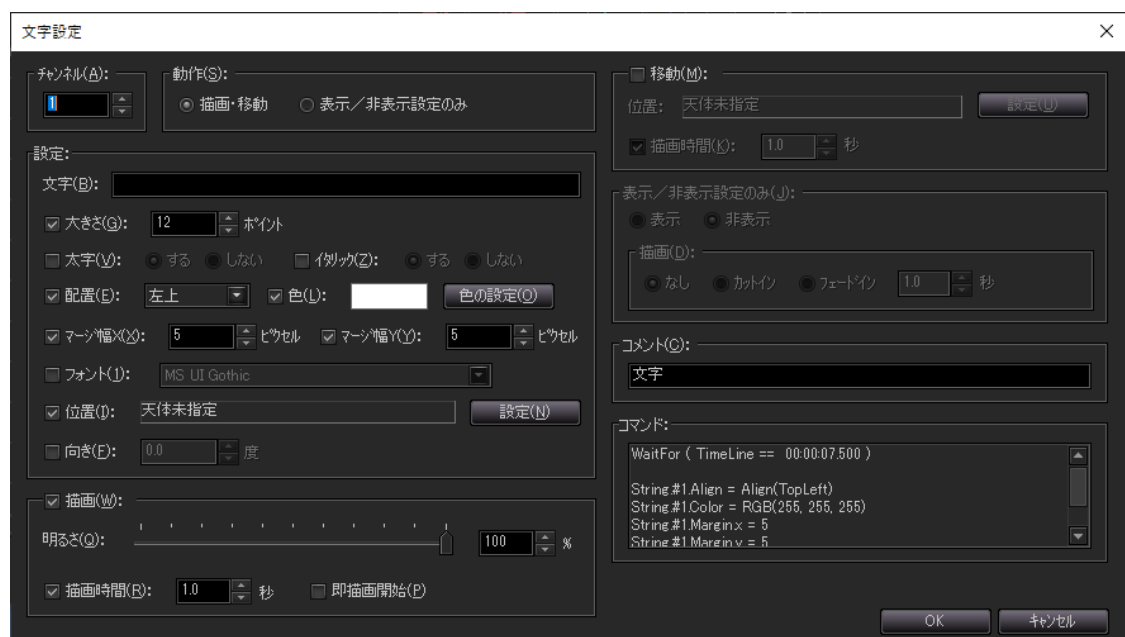 文字設定
チャンネル(A):
1
動作(S):
描画・移動 表示／非表示設定のみ
設定:
文字(B):
大きさ(G): 12 ポイント
太字(V): する しない イタリック(Z): する しない
配置(E): 左上 色(L): 色の設定(O)
マージン幅X(X): 5 ピクセル マージン幅Y(Y): 5 ピクセル
フォント(1): MS UI Gothic
位置(I): 天体未指定 設定(N)
向き(F): 0.0 度
描画(W):
明るさ(Q): 100 %
描画時間(R): 1.0 秒 即描画開始(P)
移動(M):
位置: 天体未指定 設定(U)
描画時間(K): 1.0 秒
表示／非表示設定のみ(J):
表示 非表示
描画(D):
なし カットイン フェードイン 1.0 秒
コメント(C):
文字
コマンド:
WaitFor ( TimeLine == 00:00:07.500 )
String.#1.Align = Align(TopLeft)
String.#1.Color = RGB(255, 255, 255)
String.#1.Margin.x = 5
String.#1.Margin.y = 5
OK キャンセル